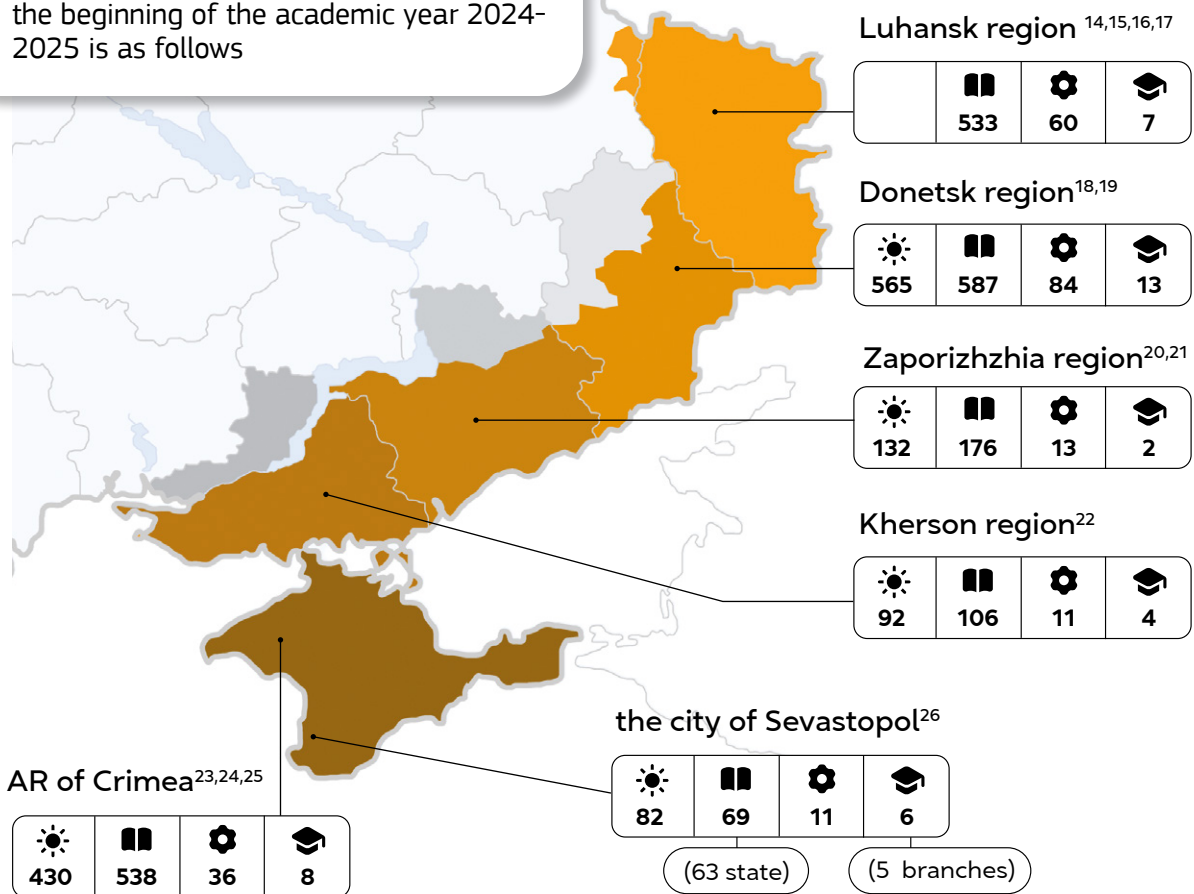 the beginning of the academic year 2024-
2025 is as follows
Luhansk region 14,15,16,17
533 60 7
Donetsk region18,19
565 587 84 13
Zaporizhzhia region20,21
132 176 13 2
Kherson region22
92 106 11 4
the city of Sevastopol26
82 69 11 6
(63 state) (5 branches)
AR of Crimea23,24,25
430 538 36 8